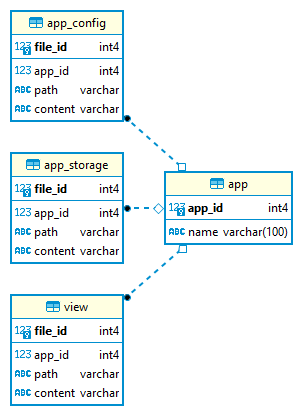 app_config
123 file_id int4
123 app_id int4
ABC path varchar
ABC content varchar
app_storage
123 file_id int4
123 app_id int4
ABC path varchar
ABC content varchar
app
123 app_id int4
ABC name varchar(100)
view
123 file_id int4
123 app_id int4
ABC path varchar
ABC content varchar